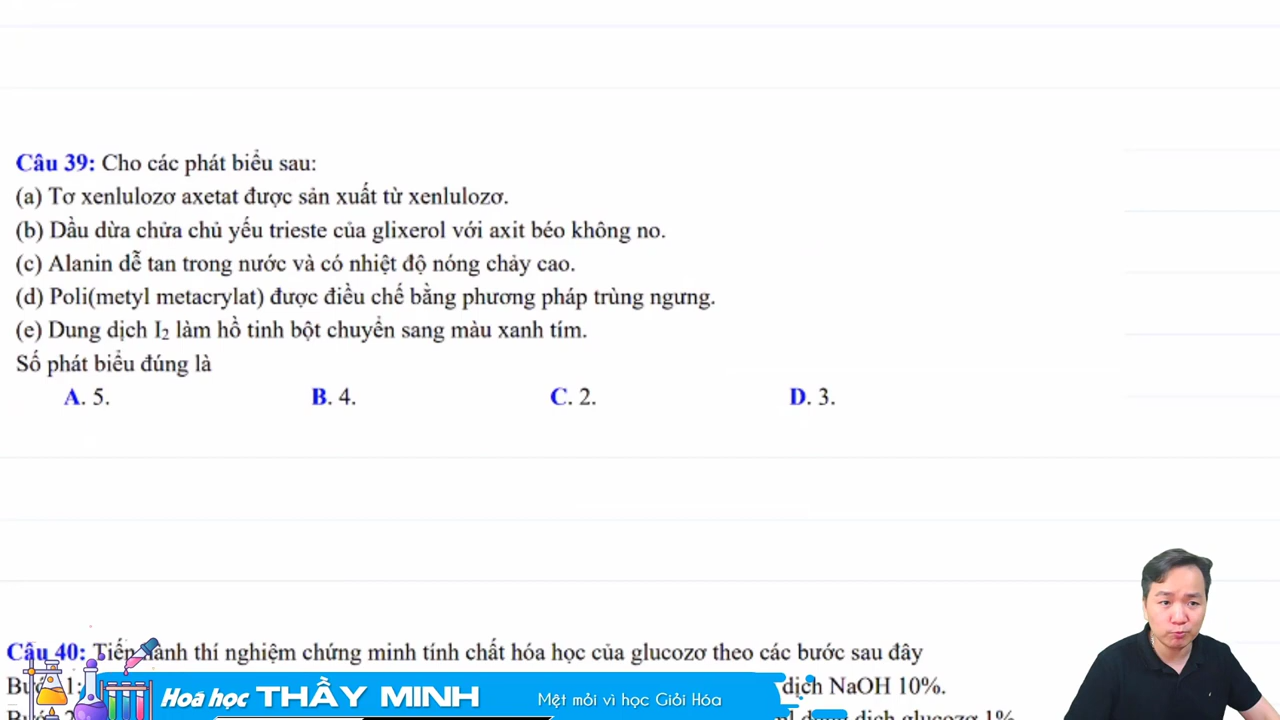 Câu 39: Cho các phát biểu sau:
(a) Tơ xenlulozơ axetat được sản xuất từ xenlulozơ.
(b) Dầu dừa chửa chủ yếu trieste của glixerol với axit béo không no.
(c) Alanin dễ tan trong nước và có nhiệt độ nóng chảy cao.
(d) Poli(metyl metacrylat) được điều chế bằng phương pháp trùng ngưng.
(e) Dung dịch I₂ làm hồ tinh bột chuyển sang màu xanh tím.
Số phát biểu đúng là
A. 5. B. 4. C. 2. D. 3.
Câu 40: Tiến hành thí nghiệm chứng minh tính chất hóa học của glucozơ theo các bước sau đây
1: dịch NaOH 10%.
dịch glucozơ 1%
Hoá học THẦY MINH Mệt mỏi vì học Giỏi Hóa